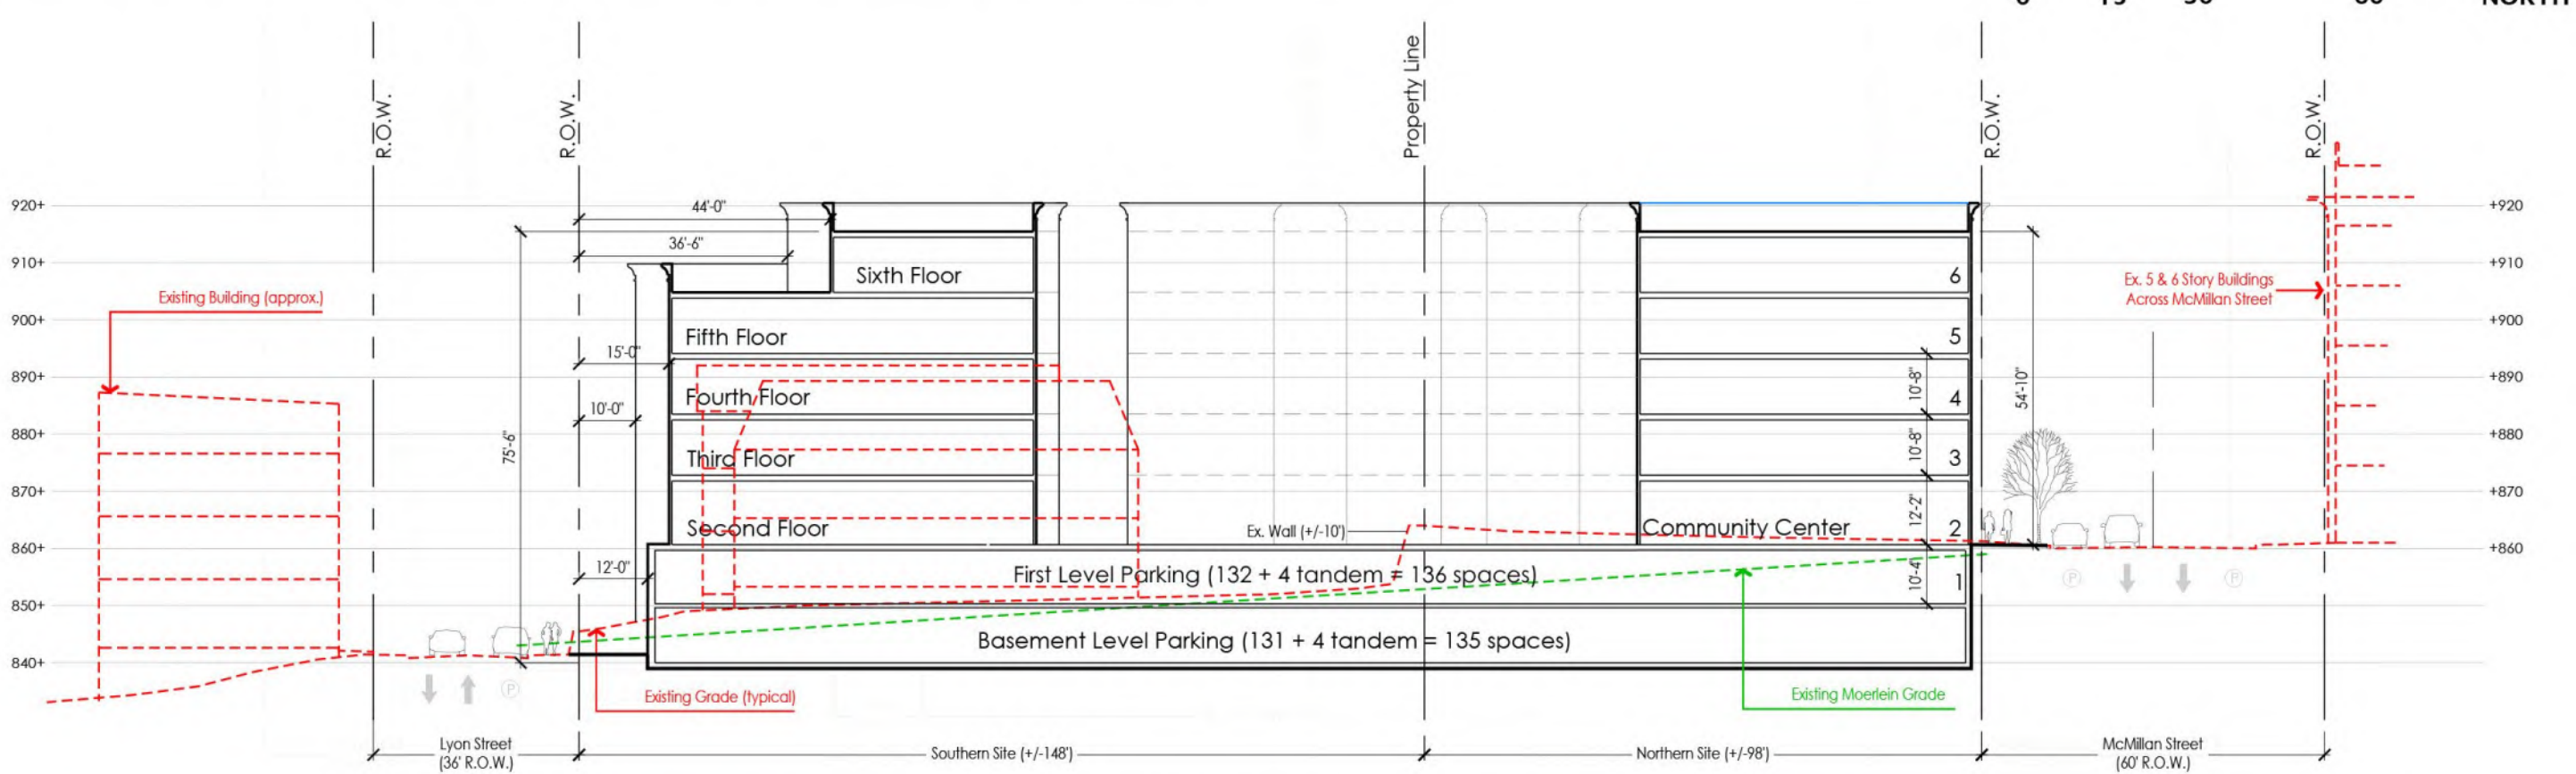 NORTH
R.O.W.
R.O.W.
Property Line
R.O.W.
R.O.W.
920+
+920
910+
+910
900+
+900
890+
+890
880+
+880
870+
+870
860+
+860
850+
840+
44'-0"
36'-6"
15'-0"
10'-0"
75'-6"
12'-0"
Existing Building (approx.)
Sixth Floor
Fifth Floor
Fourth Floor
Third Floor
Second Floor
Ex. Wall (+/-10')
Community Center
6
5
4
3
2
1
10'-8"
10'-8"
12'-2"
10'-4"
54'-10"
Ex. 5 & 6 Story Buildings
Across McMillan Street
First Level Parking (132 + 4 tandem = 136 spaces)
Basement Level Parking (131 + 4 tandem = 135 spaces)
P
P
P
Existing Grade (typical)
Existing Moerlein Grade
Lyon Street
(36' R.O.W.)
Southern Site (+/-148')
Northern Site (+/-98')
McMillan Street
(60' R.O.W.)